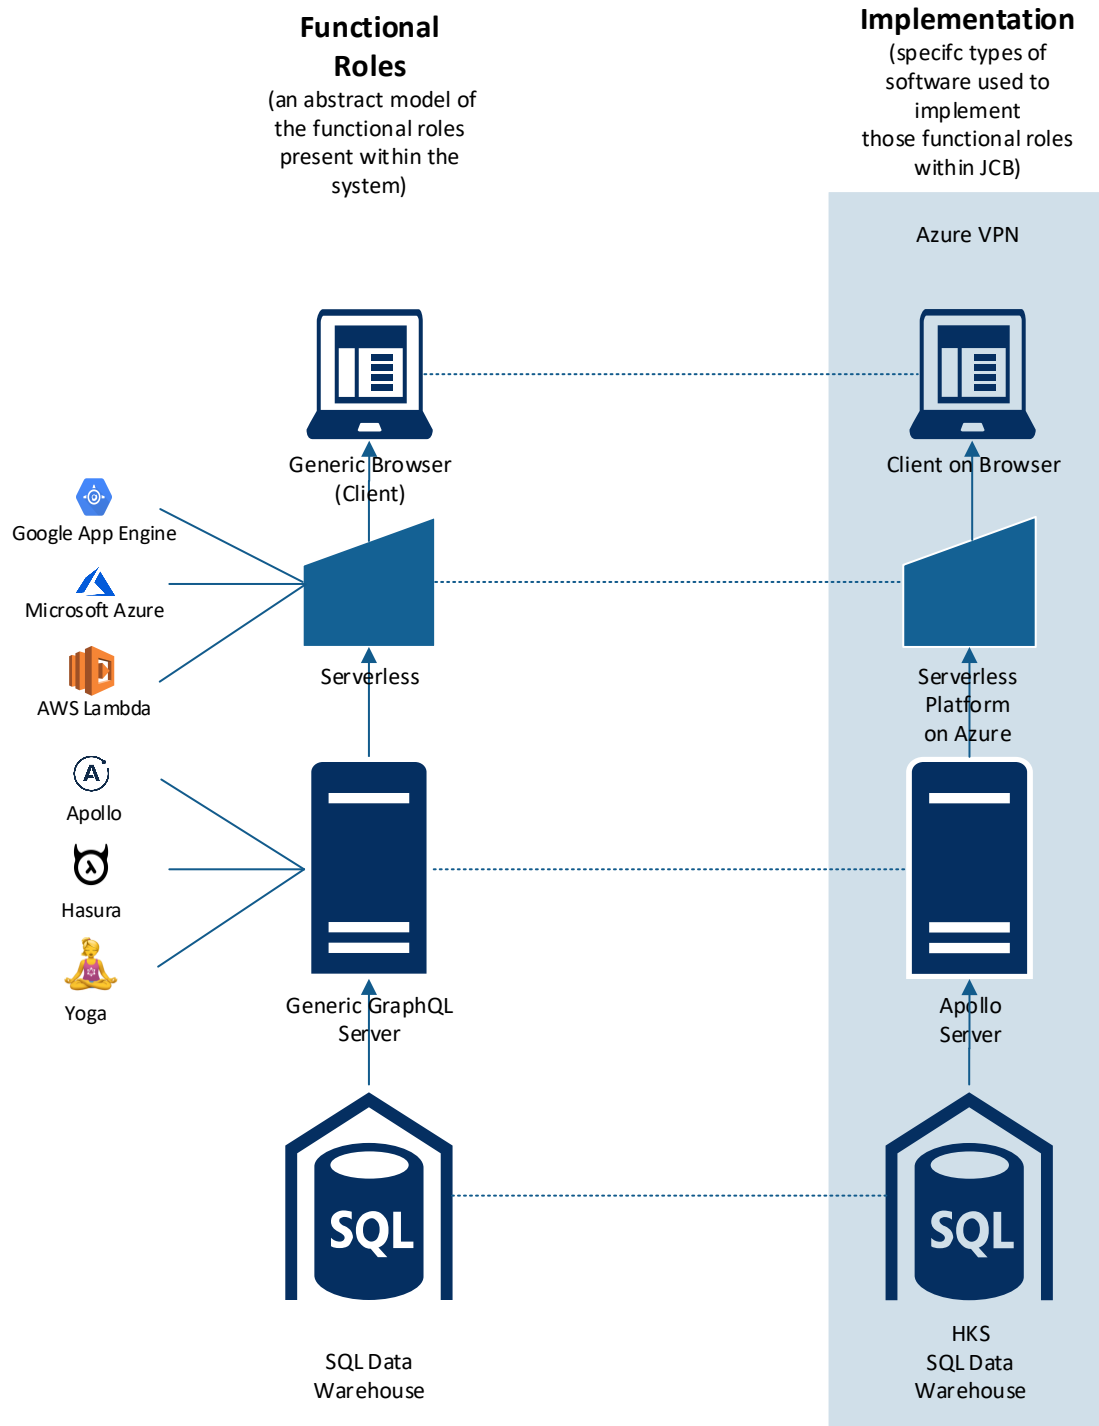 Functional
Roles
(an abstract model of
the functional roles
present within the
system)
Implementation
(specifc types of
software used to
implement
those functional roles
within JCB)
Azure VPN
Generic Browser
(Client)
Client on Browser
Google App Engine
Microsoft Azure
AWS Lambda
Serverless
Serverless
Platform
on Azure
Apollo
Hasura
Yoga
Generic GraphQL
Server
Apollo
Server
SQL
SQL
SQL Data
Warehouse
HKS
SQL Data
Warehouse